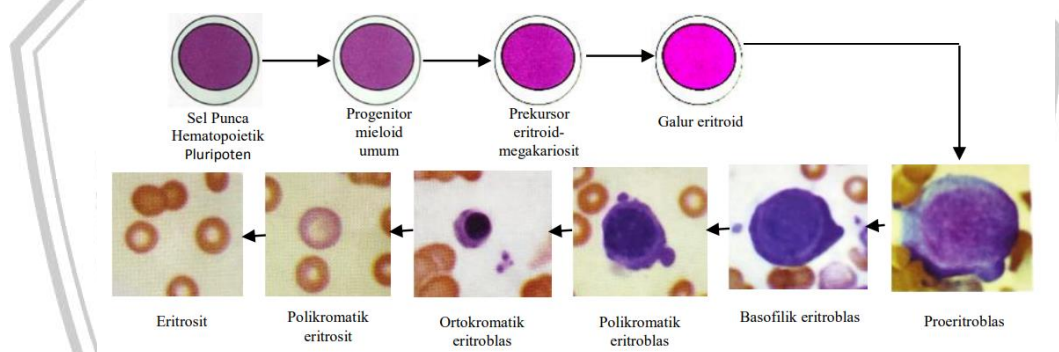 Sel Punca
Hematopoietik
Pluripoten
Progenitor
mieloid
umum
Prekursor
eritroid-
megakariosit
Galur eritroid
Eritrosit
Polikromatik
eritrosit
Ortokromatik
eritroblas
Polikromatik
eritroblas
Basofilik eritroblas
Proeritroblas